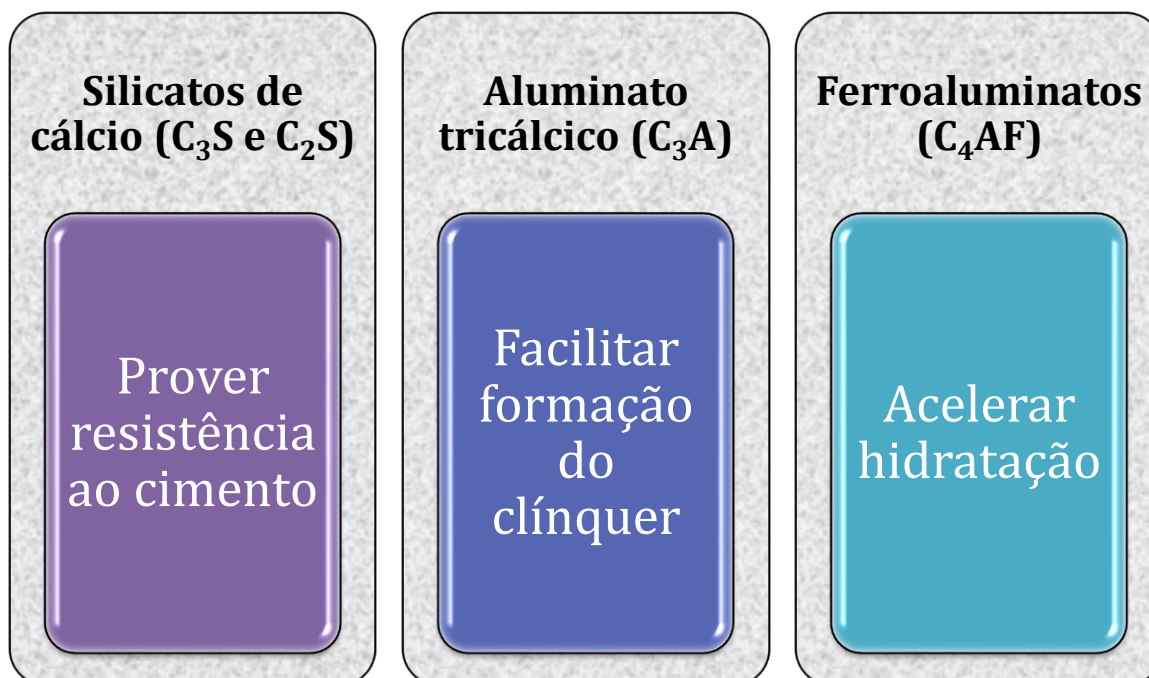 Silicatos de
cálcio (C₃S e C₂S)
Prover
resistência
ao cimento
Aluminato
tricálcico (C₃A)
Facilitar
formação
do
clínquer
Ferroaluminatos
(C₄AF)
Acelerar
hidratação